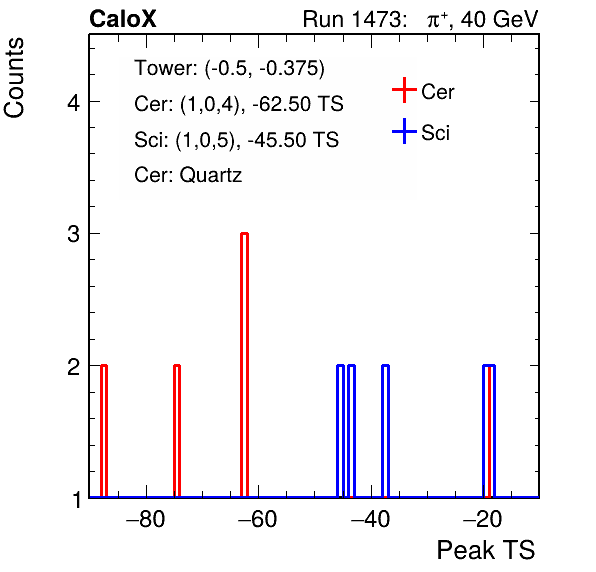 CaloX Run 1473: π⁺, 40 GeV
Counts
Tower: (-0.5, -0.375)
Cer: (1,0,4), -62.50 TS
Sci: (1,0,5), -45.50 TS
Cer: Quartz
Cer
Sci
4
3
2
1
−80 −60 −40 −20
Peak TS